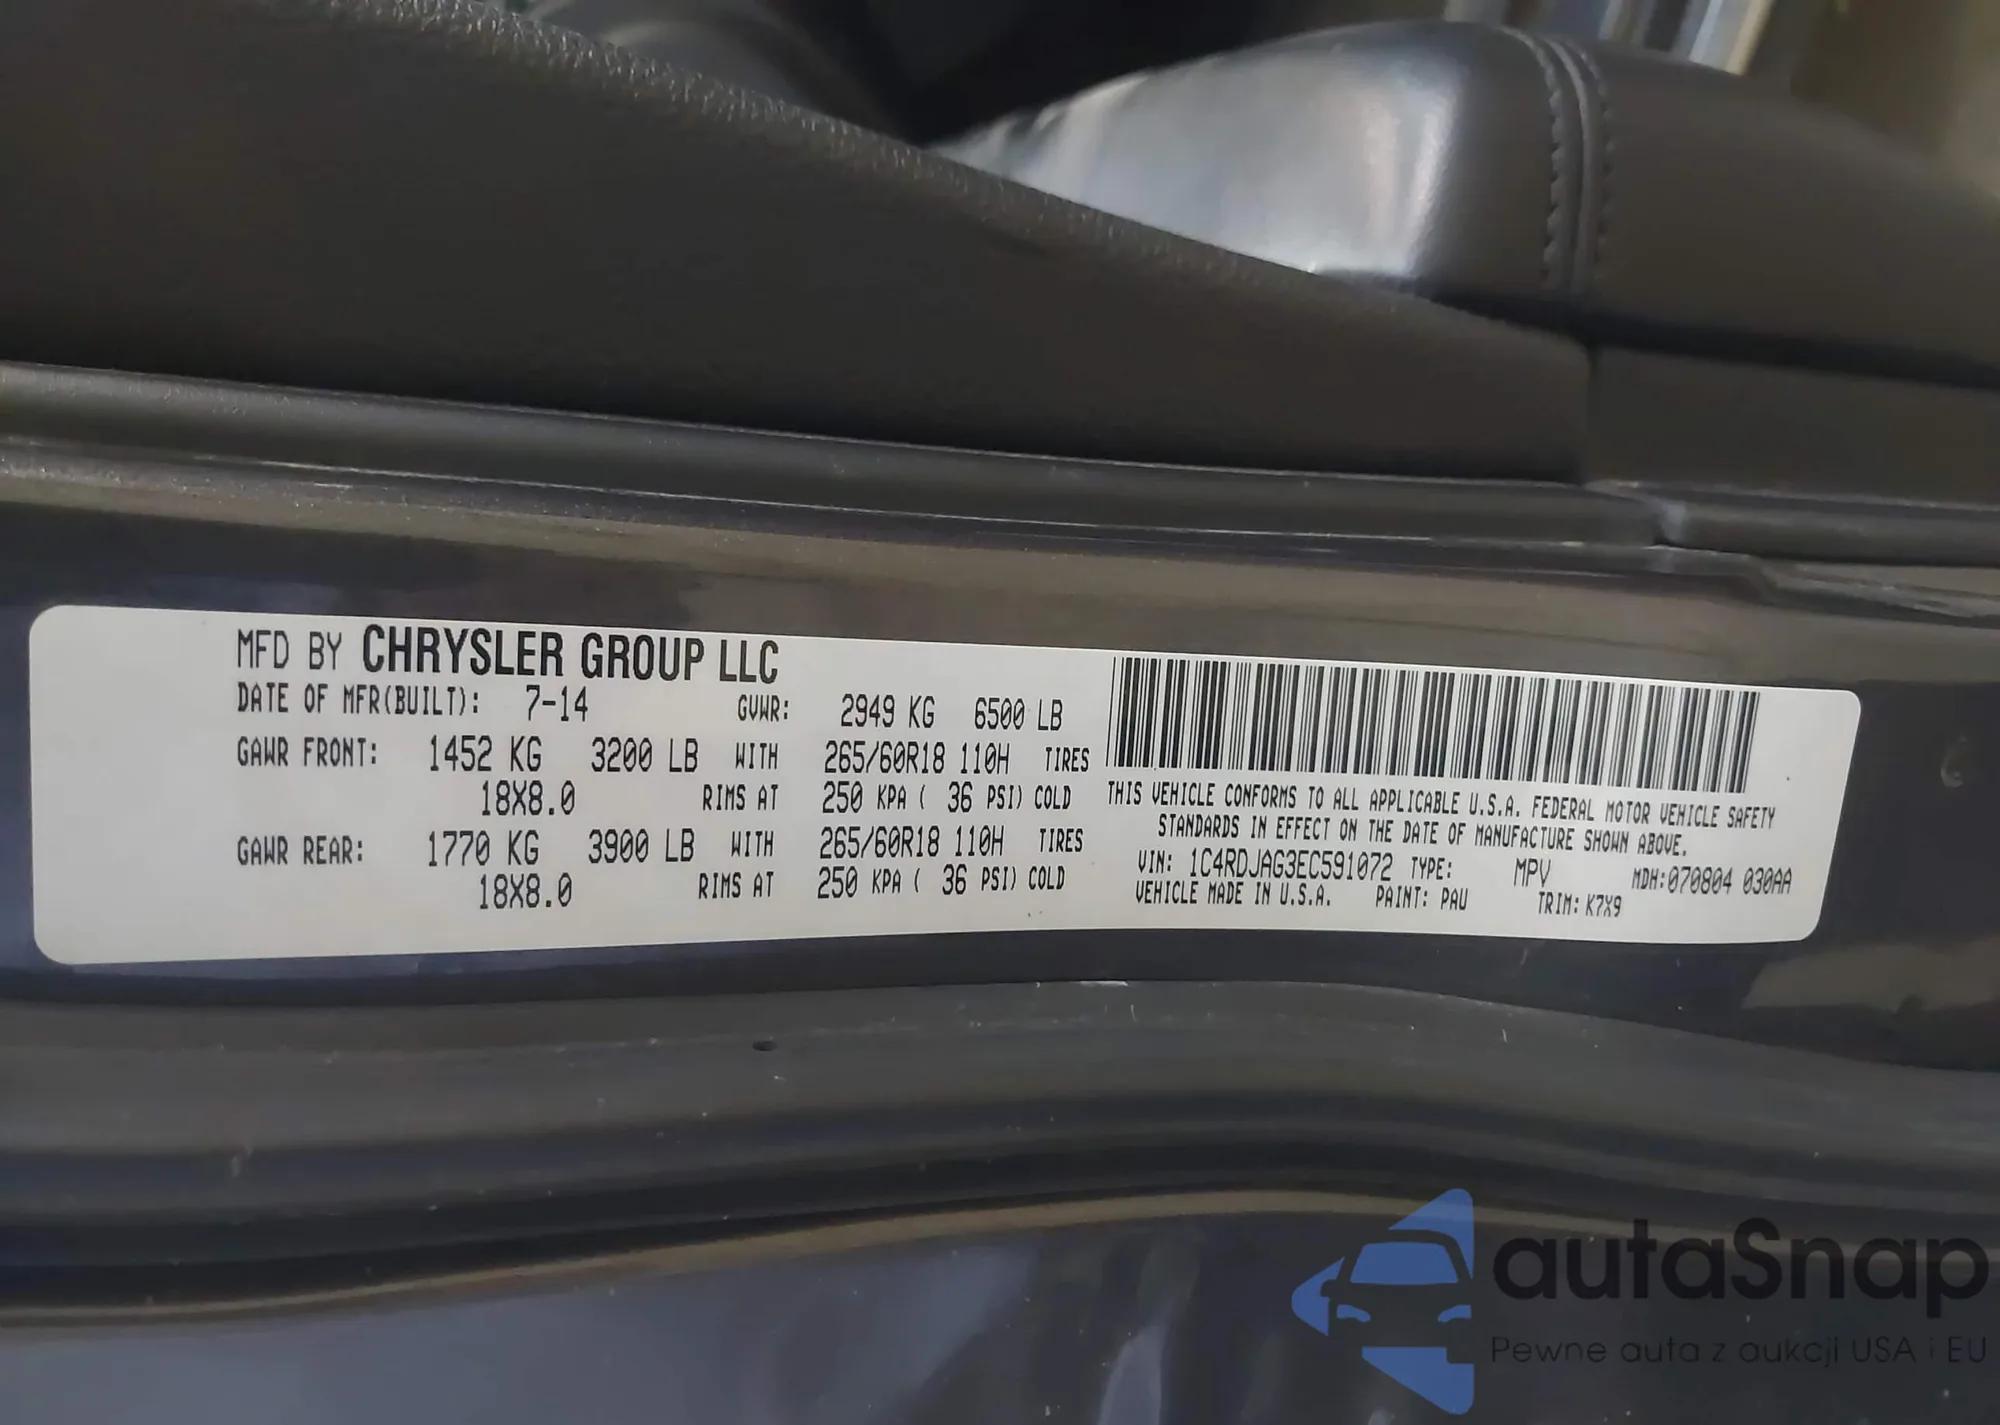 MFD BY CHRYSLER GROUP LLC
DATE OF MFR(BUILT): 7-14 GVWR: 2949 KG 6500 LB
GAWR FRONT: 1452 KG 3200 LB WITH 265/60R18 110H TIRES
18X8.0 RIMS AT 250 KPA ( 36 PSI) COLD
GAWR REAR: 1770 KG 3900 LB WITH 265/60R18 110H TIRES
18X8.0 RIMS AT 250 KPA ( 36 PSI) COLD
THIS VEHICLE CONFORMS TO ALL APPLICABLE U.S.A. FEDERAL MOTOR VEHICLE SAFETY
STANDARDS IN EFFECT ON THE DATE OF MANUFACTURE SHOWN ABOVE.
VIN: 1C4RDJAG3EC591072 TYPE: MPV MDH:070804 030AA
VEHICLE MADE IN U.S.A. PAINT: PAU TRIM: K7X9
autaSnap
Pewne auta z aukcji USA i EU